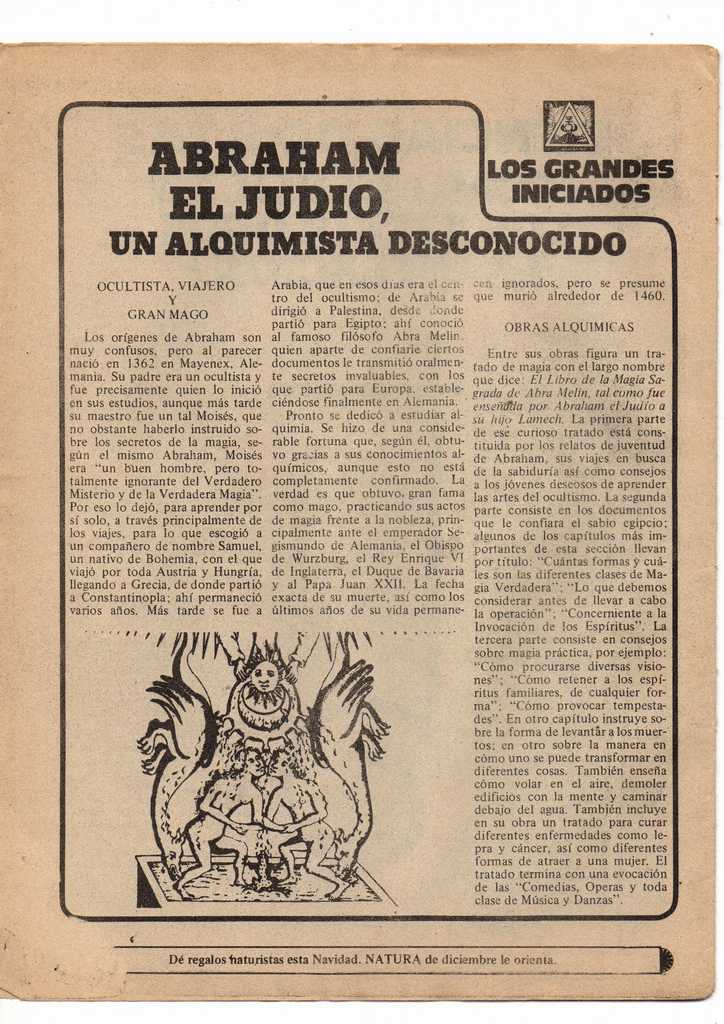 ABRAHAM
EL JUDIO,
UN ALQUIMISTA DESCONOCIDO
LOS GRANDES
INICIADOS
OCULTISTA, VIAJERO
Y
GRAN MAGO
Los orígenes de Abraham son
muy confusos, pero al parecer
nació en 1362 en Mayenex, Ale-
mania. Su padre era un ocultista y
fue precisamente quien lo inició
en sus estudios, aunque más tarde
su maestro fue un tal Moisés, que
no obstante haberlo instruido so-
bre los secretos de la magia, se-
gún el mismo Abraham, Moisés
era “un buen hombre, pero to-
talmente ignorante del Verdadero
Misterio y de la Verdadera Magia”.
Por eso lo dejó, para aprender por
sí solo, a través principalmente de
los viajes, para lo que escogió a
un compañero de nombre Samuel,
un nativo de Bohemia, con el que
viajó por toda Austria y Hungría,
llegando a Grecia, de donde partió
a Constantinopla; ahí permaneció
varios años. Más tarde se fue a
Arabia, que en esos días era el cen-
tro del ocultismo; de Arabia se
dirigió a Palestina, desde donde
partió para Egipto; ahí conoció
al famoso filósofo Abra Melin,
quien aparte de confiarle ciertos
documentos le transmitió oralmen-
te secretos invaluables, con los
que partió para Europa, estable-
ciéndose finalmente en Alemania.
Pronto se dedicó a estudiar al-
quimia. Se hizo de una conside-
rable fortuna que, según él, obtu-
vo gracias a sus conocimientos al-
químicos, aunque esto no está
completamente confirmado. La
verdad es que obtuvo, gran fama
como mago, practicando sus actos
de magia frente a la nobleza, prin-
cipalmente ante el emperador Se-
gismundo de Alemania, el Obispo
de Wurzburg, el Rey Enrique VI
de Inglaterra, el Duque de Bavaria
y al Papa Juan XXII. La fecha
exacta de su muerte, así como los
últimos años de su vida permane-
cen ignorados, pero se presume
que murió alrededor de 1460.
OBRAS ALQUIMICAS
Entre sus obras figura un tra-
tado de magia con el largo nombre
que dice: El Libro de la Magia Sa-
grada de Abra Melin, tal como fue
enseñada por Abraham el Judío a
su hijo Lamech. La primera parte
de ese curioso tratado está cons-
tituida por los relatos de juventud
de Abraham, sus viajes en busca
de la sabiduría así como consejos
a los jóvenes deseosos de aprender
las artes del ocultismo. La segunda
parte consiste en los documentos
que le confiara el sabio egipcio;
algunos de los capítulos más im-
portantes de esta sección llevan
por título: “Cuántas formas y cuá-
les son las diferentes clases de Ma-
gia Verdadera”; “Lo que debemos
considerar antes de llevar a cabo
la operación”; “Concerniente a la
Invocación de los Espíritus”. La
tercera parte consiste en consejos
sobre magia práctica, por ejemplo:
“Cómo procurarse diversas visio-
nes”; “Cómo retener a los espí-
ritus familiares, de cualquier for-
ma”; “Cómo provocar tempesta-
des”. En otro capítulo instruye so-
bre la forma de levantar a los muer-
tos; en otro sobre la manera en
cómo uno se puede transformar en
diferentes cosas. También enseña
cómo volar en el aire, demoler
edificios con la mente y caminar
debajo del agua. También incluye
en su obra un tratado para curar
diferentes enfermedades como le-
pra y cáncer, así como diferentes
formas de atraer a una mujer. El
tratado termina con una evocación
de las “Comedias, Operas y toda
clase de Música y Danzas”.
Dé regalos naturistas esta Navidad. NATURA de diciembre le orienta.